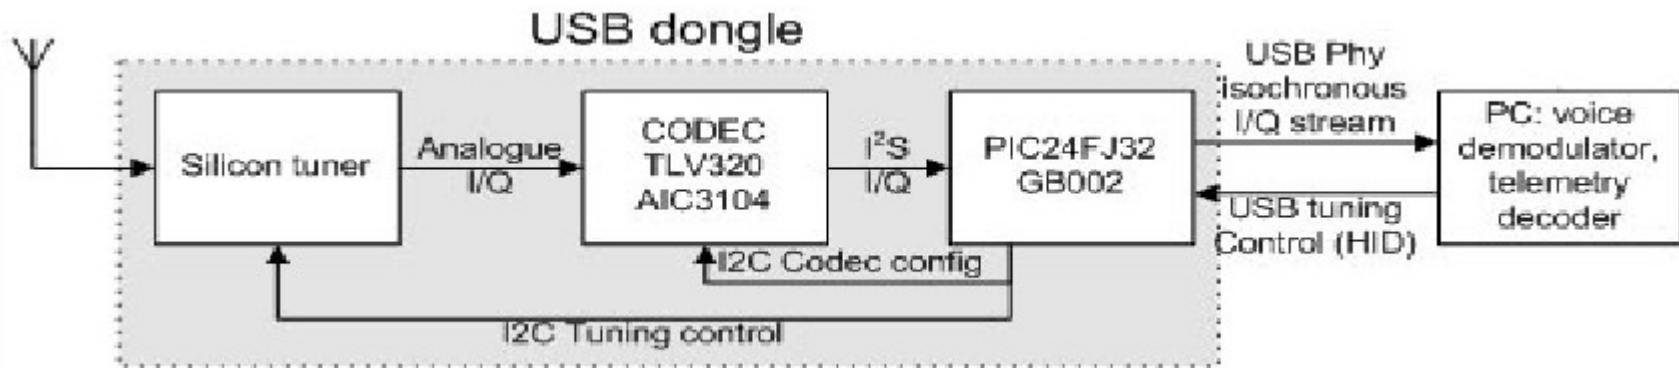 USB dongle
Silicon tuner
Analogue
I/Q
CODEC
TLV320
AIC3104
I²S
I/Q
PIC24FJ32
GB002
USB Phy
isochronous
I/Q stream
USB tuning
Control (HID)
PC: voice
demodulator,
telemetry
decoder
I2C Codec config
I2C Tuning control